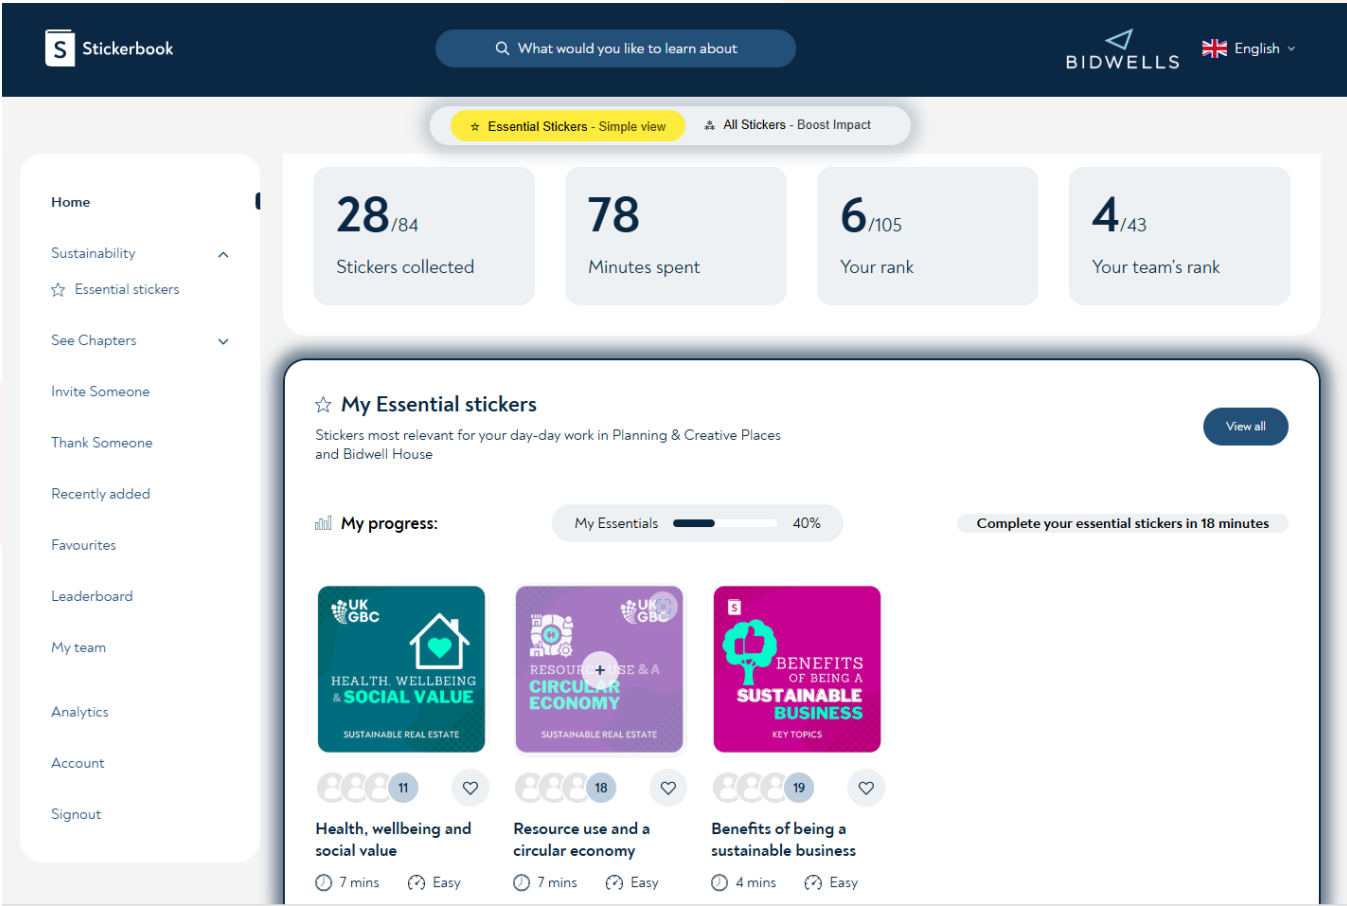 S Stickerbook
What would you like to learn about
BIDWELLS
English
Essential Stickers - Simple view
All Stickers - Boost Impact
Home
Sustainability
Essential stickers
See Chapters
Invite Someone
Thank Someone
Recently added
Favourites
Leaderboard
My team
Analytics
Account
Signout
28/84
Stickers collected
78
Minutes spent
6/105
Your rank
4/43
Your team's rank
My Essential stickers
Stickers most relevant for your day-day work in Planning & Creative Places
and Bidwell House
View all
My progress:
My Essentials
40%
Complete your essential stickers in 18 minutes
UK
GBC
HEALTH, WELLBEING
& SOCIAL VALUE
SUSTAINABLE REAL ESTATE
11
Health, wellbeing and
social value
7 mins
Easy
UK
GBC
RESOURCE USE & A
CIRCULAR
ECONOMY
SUSTAINABLE REAL ESTATE
18
Resource use and a
circular economy
7 mins
Easy
S
BENEFITS
OF BEING A
SUSTAINABLE
BUSINESS
KEY TOPICS
19
Benefits of being a
sustainable business
4 mins
Easy